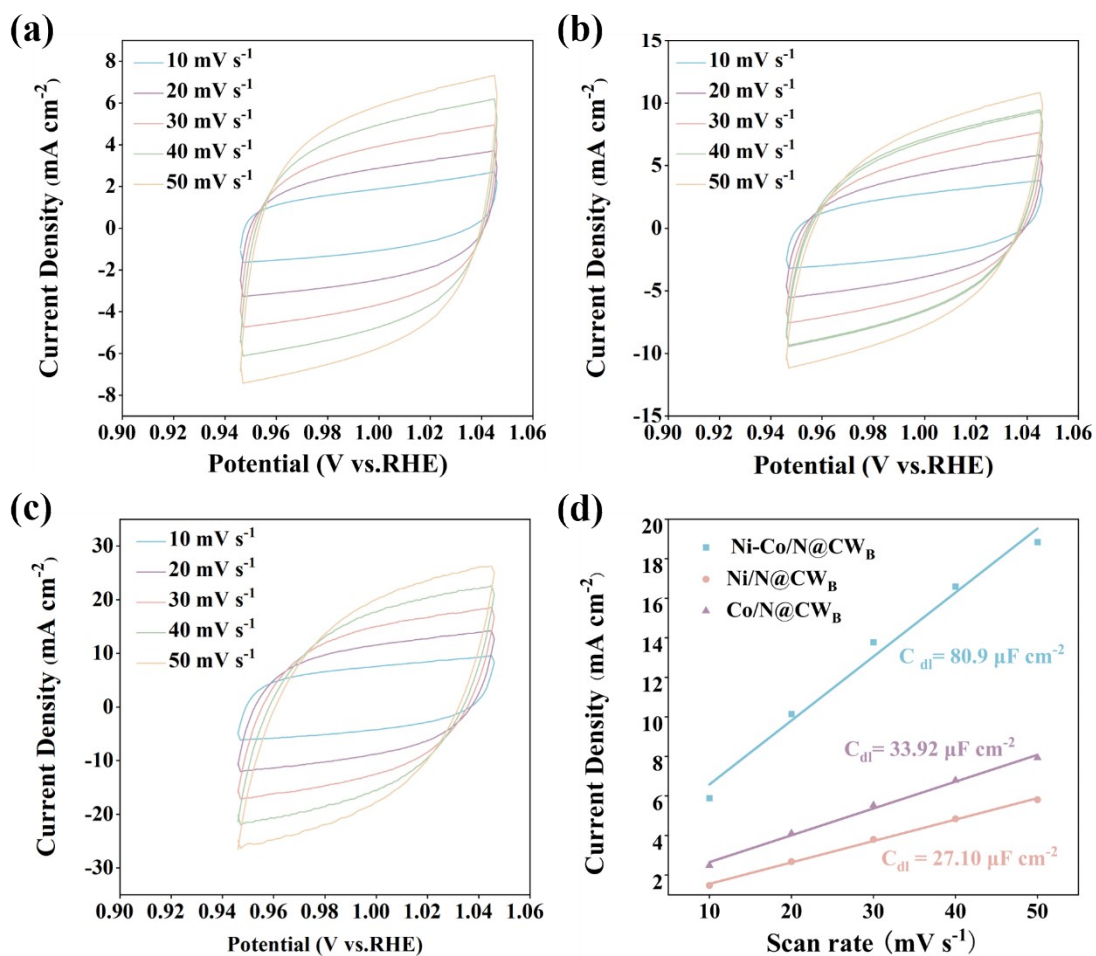 (a)
10 mV s-1
20 mV s-1
30 mV s-1
40 mV s-1
50 mV s-1
Current Density (mA cm-2)
8
6
4
2
0
-2
-4
-6
-8
0.90 0.92 0.94 0.96 0.98 1.00 1.02 1.04 1.06
Potential (V vs.RHE)
(b)
10 mV s-1
20 mV s-1
30 mV s-1
40 mV s-1
50 mV s-1
Current Density (mA cm-2)
15
10
5
0
-5
-10
-15
0.90 0.92 0.94 0.96 0.98 1.00 1.02 1.04 1.06
Potential (V vs.RHE)
(c)
10 mV s-1
20 mV s-1
30 mV s-1
40 mV s-1
50 mV s-1
Current Density (mA cm-2)
30
20
10
0
-10
-20
-30
0.90 0.92 0.94 0.96 0.98 1.00 1.02 1.04 1.06
Potential (V vs.RHE)
(d)
Ni-Co/N@CWB
Ni/N@CWB
Co/N@CWB
C dl= 80.9 μF cm-2
Cdl= 33.92 μF cm-2
Cdl= 27.10 μF cm-2
Current Density (mA cm-2)
20
18
16
14
12
10
8
6
4
2
10 20 30 40 50
Scan rate (mV s-1)